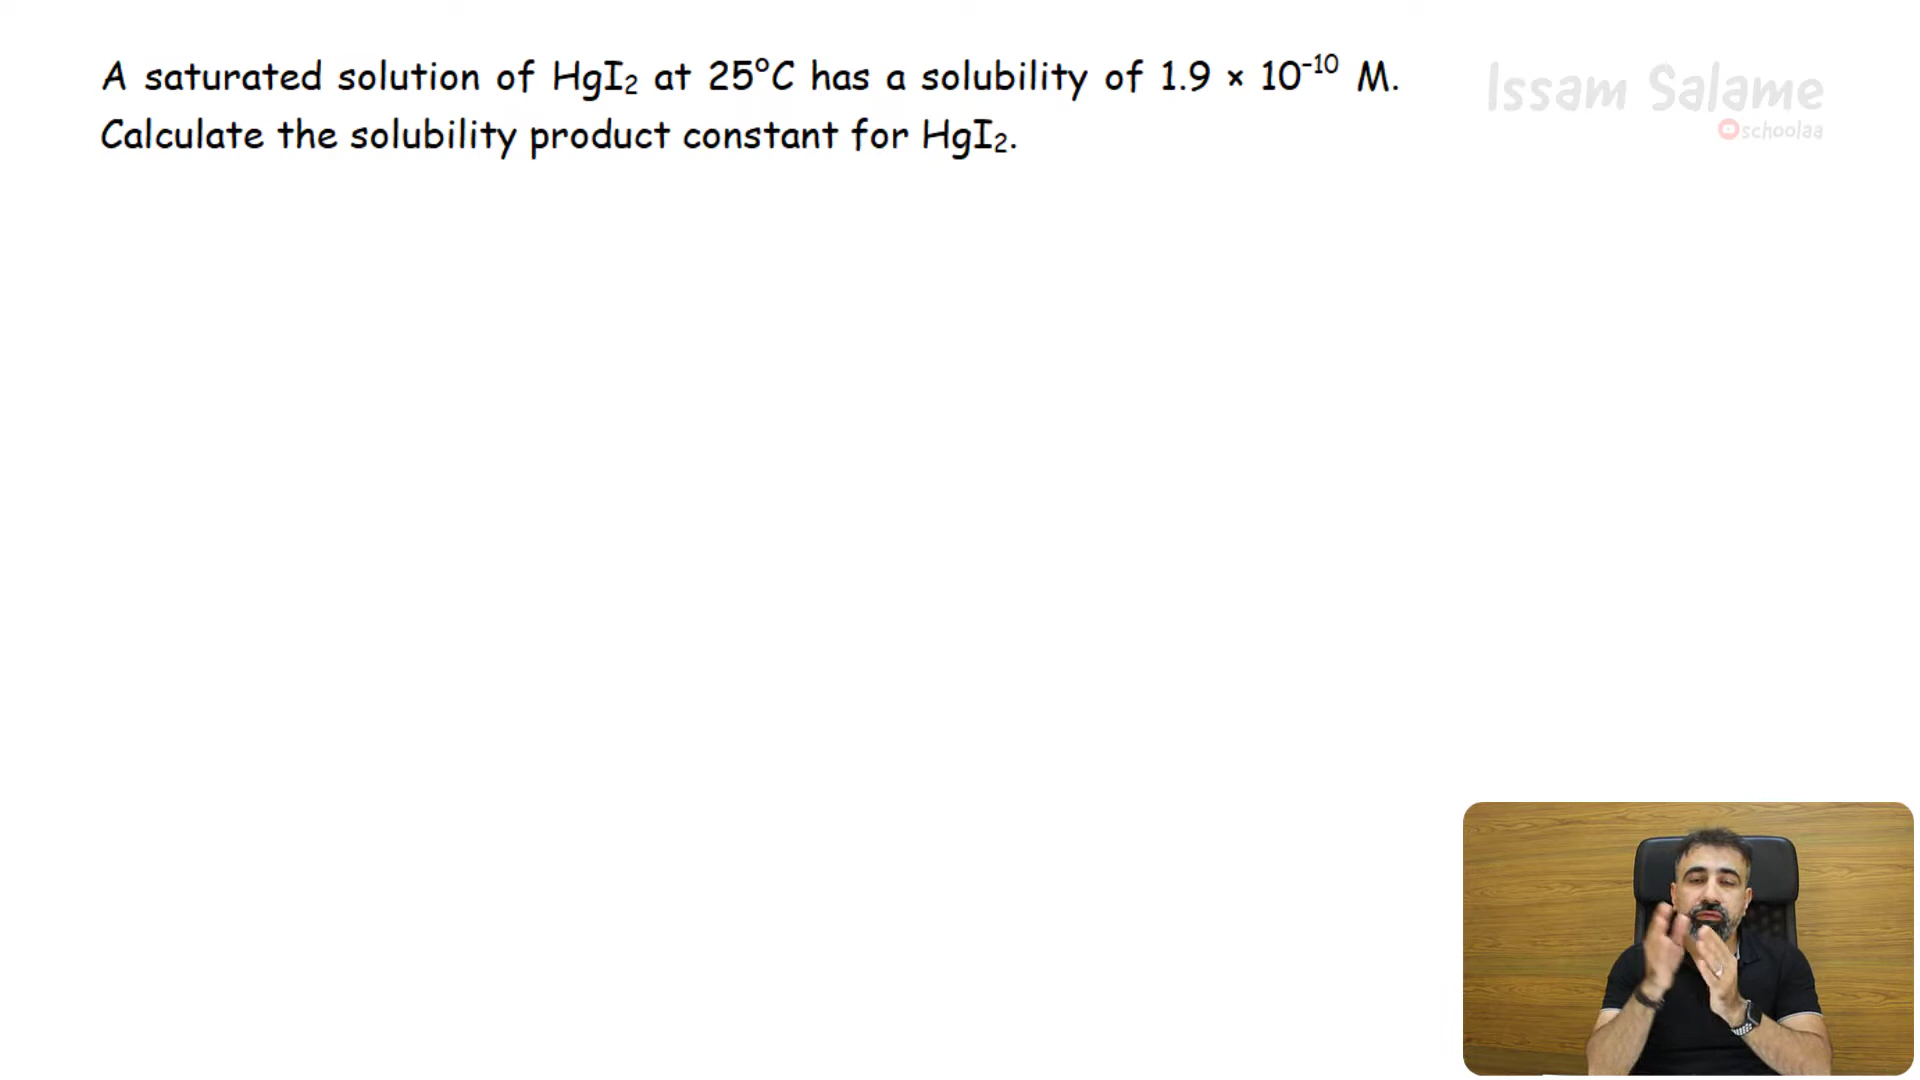 A saturated solution of HgI₂ at 25°C has a solubility of 1.9 × 10⁻¹⁰ M.
Calculate the solubility product constant for HgI₂.
Issam Salame
schoolaa